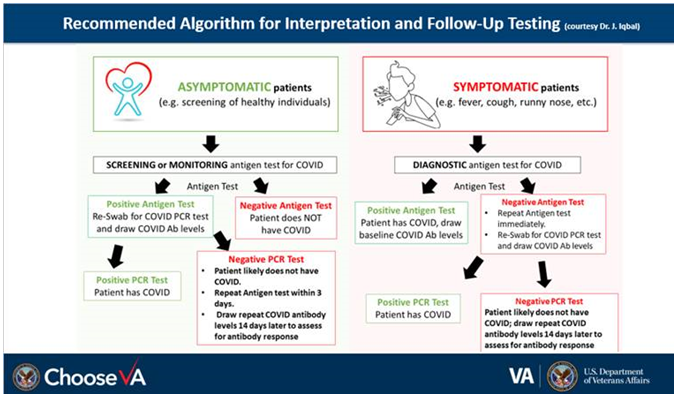 Recommended Algorithm for Interpretation and Follow-Up Testing (courtesy Dr. J. Iqbal)
ASYMPTOMATIC patients
(e.g. screening of healthy individuals)
SCREENING or MONITORING antigen test for COVID
Antigen Test
Positive Antigen Test
Re-Swab for COVID PCR test
and draw COVID Ab levels
Negative Antigen Test
Patient does NOT
have COVID
Positive PCR Test
Patient has COVID
Negative PCR Test
• Patient likely does not have
COVID.
• Repeat Antigen test within 3
days.
• Draw repeat COVID antibody
levels 14 days later to assess
for antibody response
SYMPTOMATIC patients
(e.g. fever, cough, runny nose, etc.)
DIAGNOSTIC antigen test for COVID
Antigen Test
Positive Antigen Test
Patient has COVID, draw
baseline COVID Ab levels
Negative Antigen Test
• Repeat Antigen test
immediately.
• Re-Swab for COVID PCR test
and draw COVID Ab levels
Positive PCR Test
Patient has COVID
Negative PCR Test
Patient likely does not have
COVID; draw repeat COVID
antibody levels 14 days later to
assess for antibody response
Choose VA
VA
U.S. Department
of Veterans Affairs